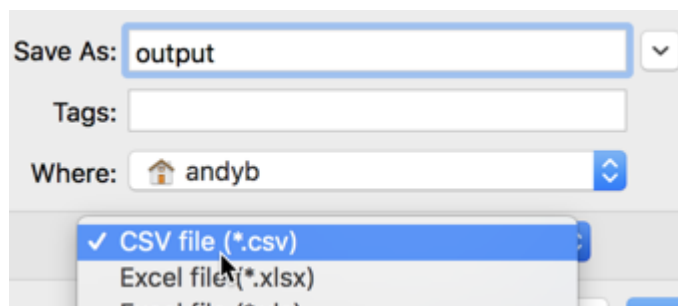 Save As: output
Tags:
Where: andyb
✓ CSV file (*.csv)
Excel file (*.xlsx)